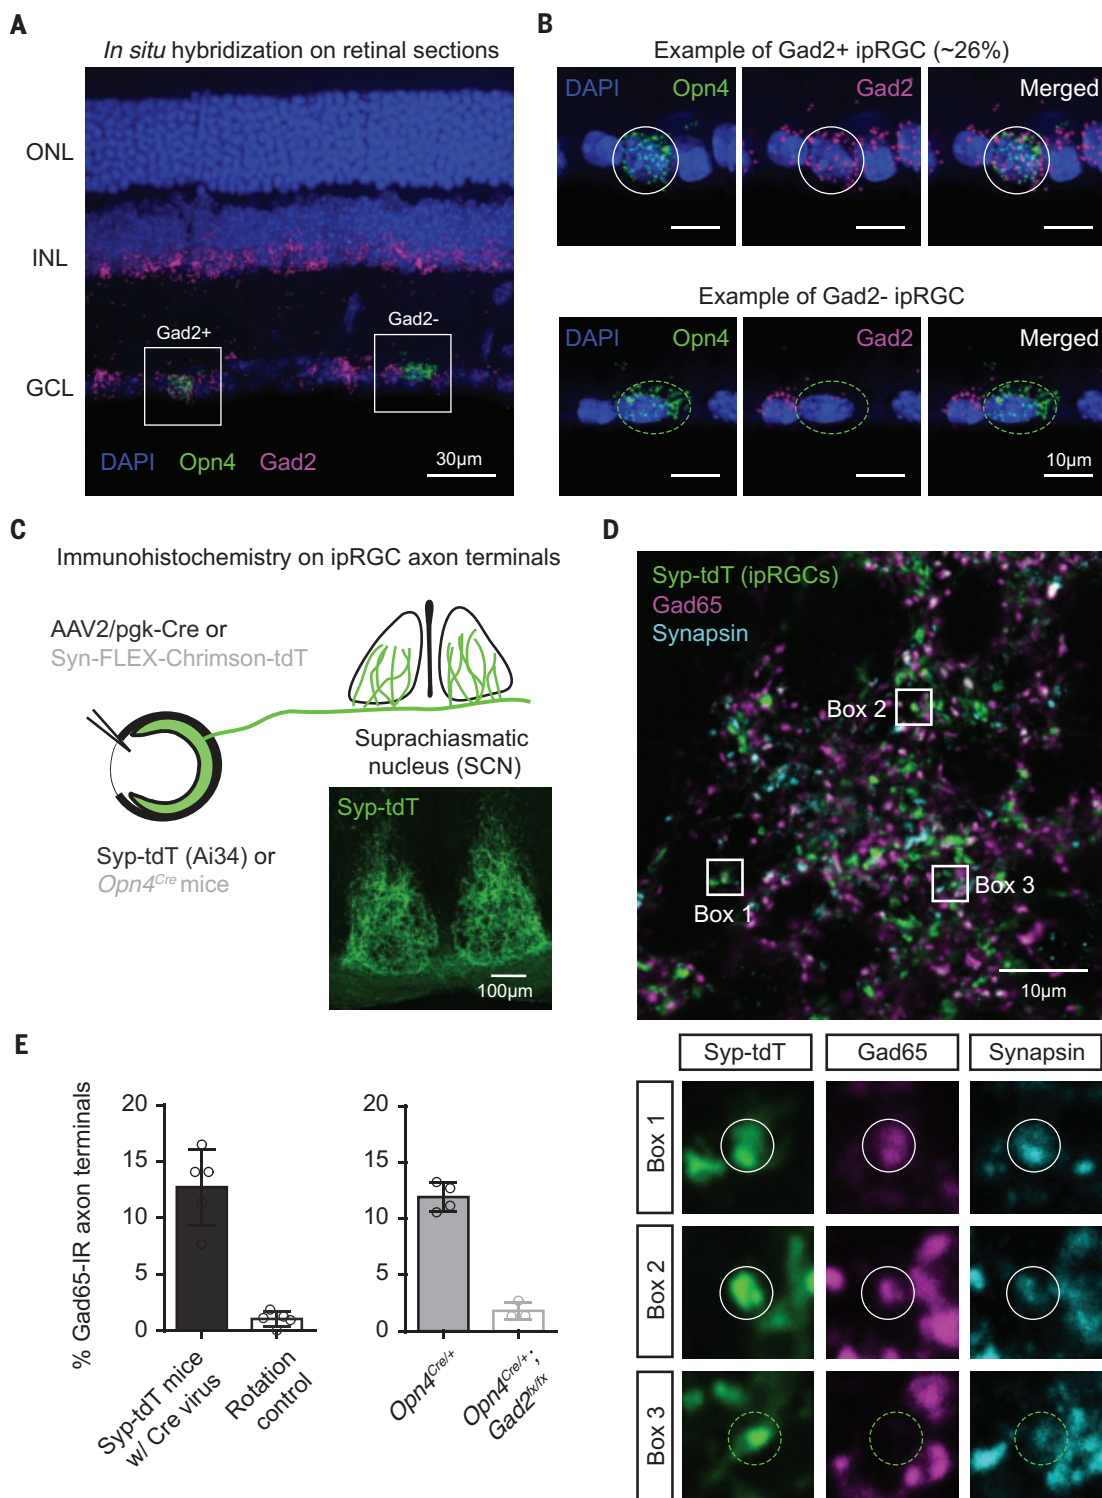 A
In situ hybridization on retinal sections
ONL
INL
GCL
Gad2+
Gad2-
DAPI Opn4 Gad2
30µm
B
Example of Gad2+ ipRGC (~26%)
DAPI Opn4
Gad2
Merged
Example of Gad2- ipRGC
DAPI Opn4
Gad2
Merged
10µm
C
Immunohistochemistry on ipRGC axon terminals
AAV2/pgk-Cre or
Syn-FLEX-Chrimson-tdT
Suprachiasmatic
nucleus (SCN)
Syp-tdT (Ai34) or
Opn4Cre mice
Syp-tdT
100µm
D
Syp-tdT (ipRGCs)
Gad65
Synapsin
Box 2
Box 1
Box 3
10µm
Syp-tdT Gad65 Synapsin
Box 1
Box 2
Box 3
E
% Gad65-IR axon terminals
20
15
10
5
0
Syp-tdT mice
w/ Cre virus
Rotation
control
20
15
10
5
0
Opn4Cre/+
Opn4Cre/+;
Gad2fx/fx